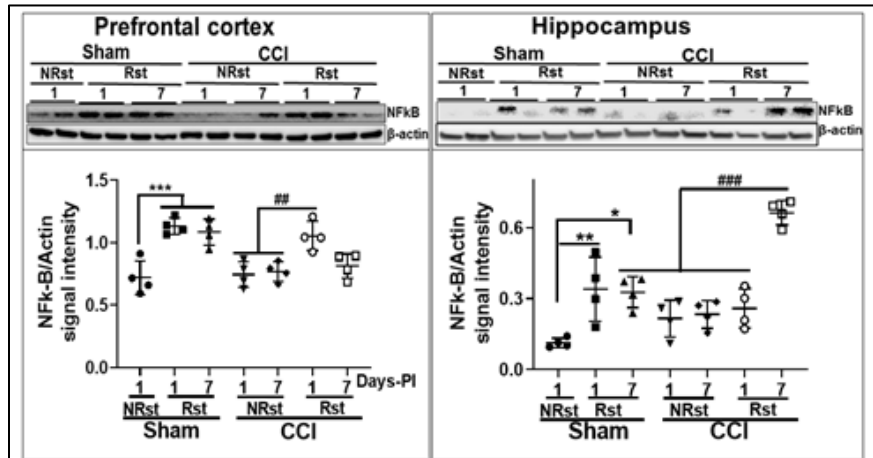 Prefrontal cortex
Sham CCI
NRst Rst NRst Rst
1 1 7 1 7 1 7
NFkB
β-actin
***
##
1.5
1.0
0.5
0.0
NFk-B/Actin
signal intensity
1 1 7 1 7 1 7 Days-PI
NRst Rst NRst Rst
Sham CCI
Hippocampus
Sham CCI
NRst Rst NRst Rst
1 1 7 1 7 1 7
NFkB
β-actin
###
*
**
0.6
0.3
0.0
NFk-B/Actin
signal intensity
1 1 7 1 7 1 7
NRst Rst NRst Rst
Sham CCI